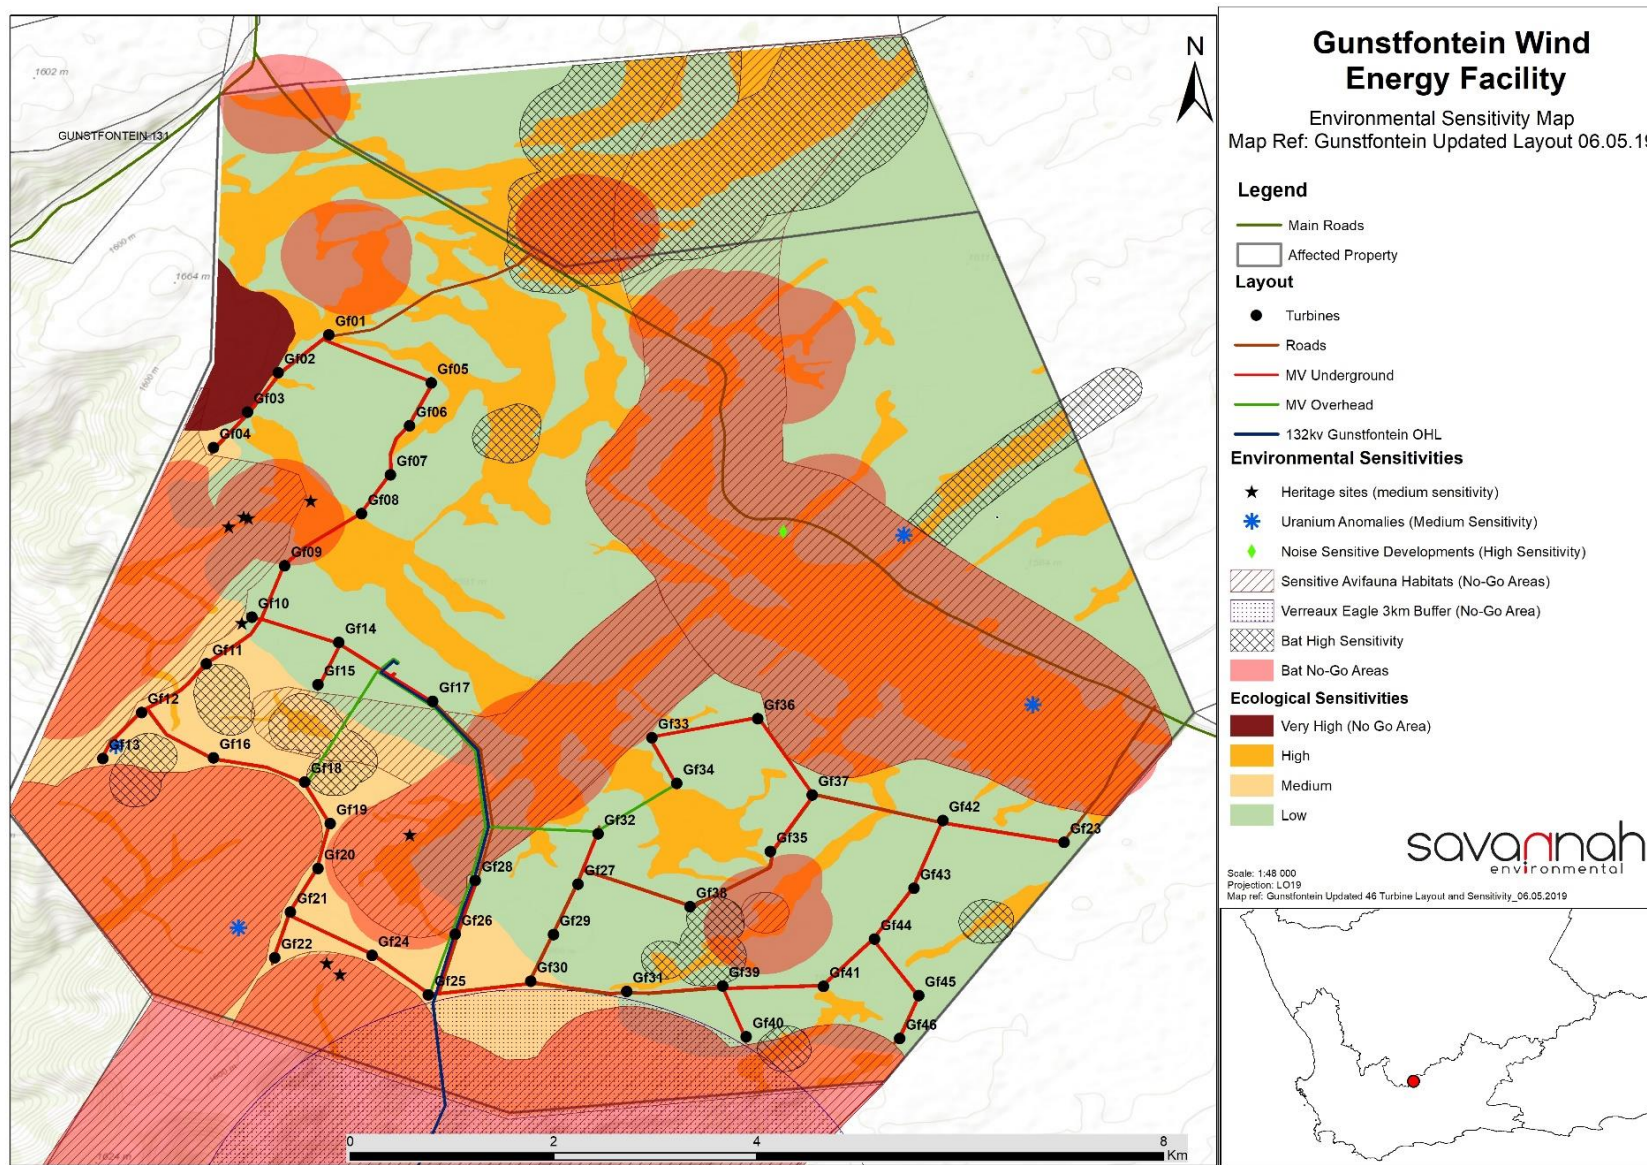 Gunstfontein Wind
Energy Facility
Environmental Sensitivity Map
Map Ref: Gunstfontein Updated Layout 06.05.19
Legend
Main Roads
Affected Property
Layout
Turbines
Roads
MV Underground
MV Overhead
132kv Gunstfontein OHL
Environmental Sensitivities
Heritage sites (medium sensitivity)
Uranium Anomalies (Medium Sensitivity)
Noise Sensitive Developments (High Sensitivity)
Sensitive Avifauna Habitats (No-Go Areas)
Verreaux Eagle 3km Buffer (No-Go Area)
Bat High Sensitivity
Bat No-Go Areas
Ecological Sensitivities
Very High (No Go Area)
High
Medium
Low
savannah
environmental
Scale: 1:48 000
Projection: LO19
Map ref: Gunstfontein Updated 46 Turbine Layout and Sensitivity_06.05.2019
N
1602 m
GUNSTFONTEIN 131
1600 m
1664 m
1600 m
Gf01
Gf02
Gf05
Gf03
Gf06
Gf04
Gf07
Gf08
Gf09
Gf10
Gf14
Gf11
Gf15
Gf17
Gf12
Gf36
Gf33
Gf13
Gf16
Gf18
Gf34
Gf37
Gf19
Gf32
Gf42
Gf35
Gf23
Gf20
Gf28
Gf27
Gf43
Gf38
Gf21
Gf26
Gf29
Gf44
Gf22
Gf24
Gf25
Gf30
Gf31
Gf39
Gf41
Gf45
Gf40
Gf46
1624 m
0
2
4
8
Km